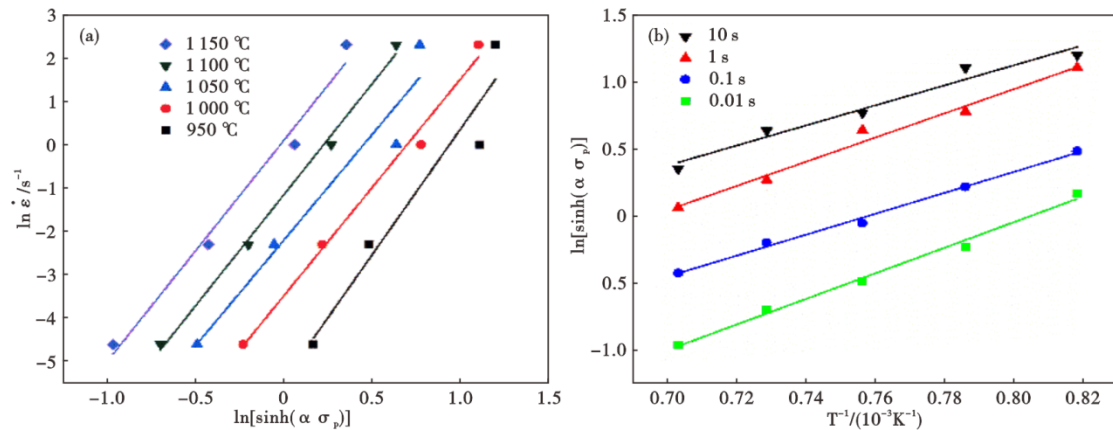 (a)
1 150 ℃
1 100 ℃
1 050 ℃
1 000 ℃
950 ℃
3
2
1
0
−1
−2
−3
−4
−5
ln ε̇ /s⁻¹
−1.0
−0.5
0
0.5
1.0
1.5
ln[sinh(α σₚ)]
(b)
10 s
1 s
0.1 s
0.01 s
1.5
1.0
0.5
0
0.5
−1.0
ln[sinh(α σₚ)]
0.70
0.72
0.74
0.76
0.78
0.80
0.82
T⁻¹/(10⁻³K⁻¹)